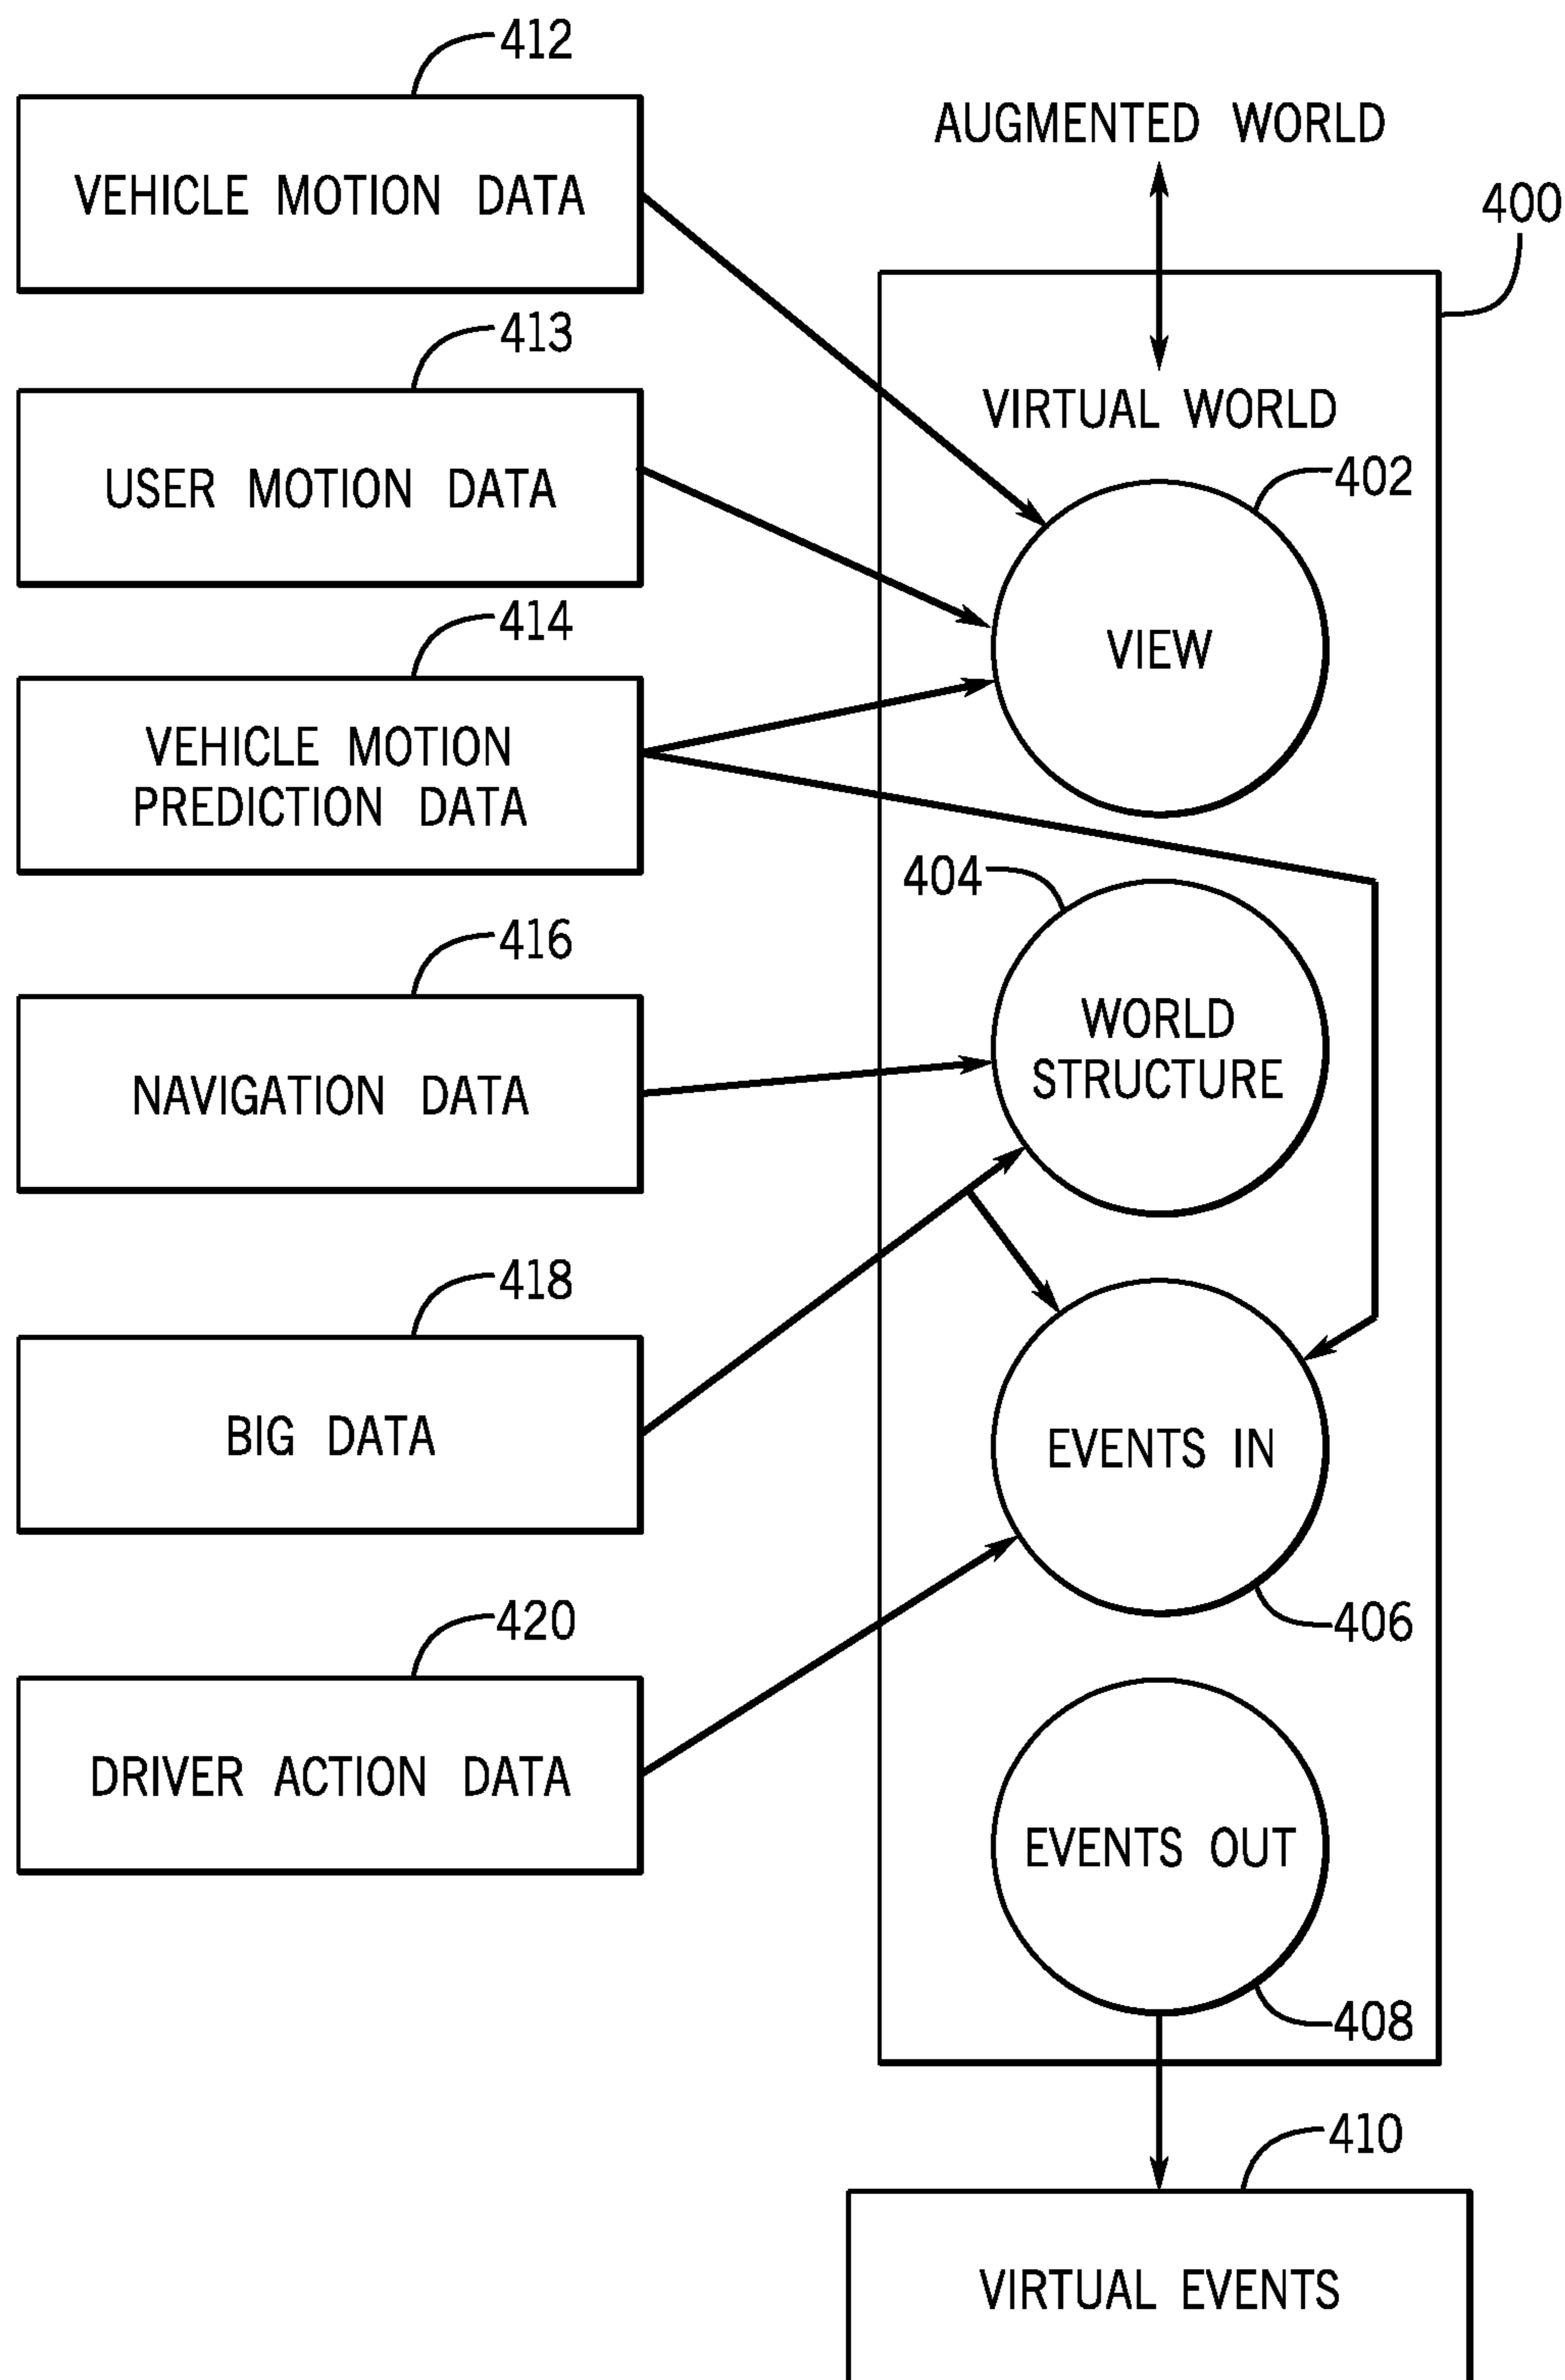 412
VEHICLE MOTION DATA
AUGMENTED WORLD
400
413
USER MOTION DATA
VIRTUAL WORLD
402
VIEW
414
VEHICLE MOTION
PREDICTION DATA
404
WORLD
STRUCTURE
416
NAVIGATION DATA
418
BIG DATA
EVENTS IN
406
420
DRIVER ACTION DATA
EVENTS OUT
408
410
VIRTUAL EVENTS